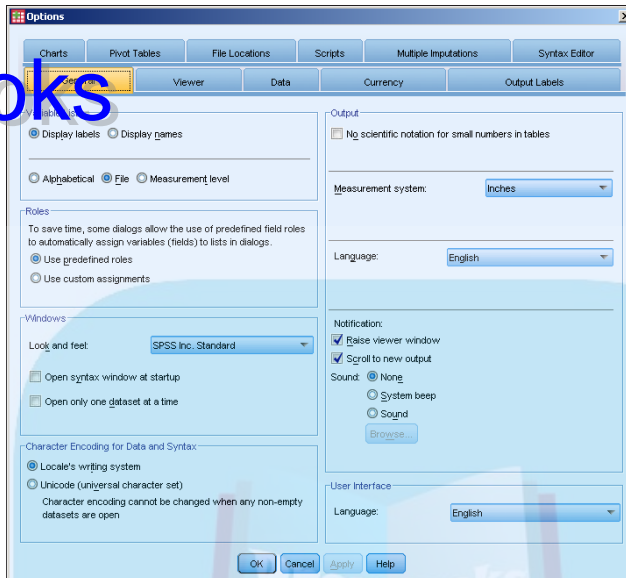 Options
Charts
Pivot Tables
File Locations
Scripts
Multiple Imputations
Syntax Editor
oks
Viewer
Data
Currency
Output Labels
Display labels
Display names
Alphabetical
File
Measurement level
Roles
To save time, some dialogs allow the use of predefined field roles
to automatically assign variables (fields) to lists in dialogs.
Use predefined roles
Use custom assignments
Windows
Look and feel:
SPSS Inc. Standard
Open syntax window at startup
Open only one dataset at a time
Character Encoding for Data and Syntax
Locale's writing system
Unicode (universal character set)
Character encoding cannot be changed when any non-empty
datasets are open
Output
No scientific notation for small numbers in tables
Measurement system:
Inches
Language:
English
Notification:
Raise viewer window
Scroll to new output
Sound:
None
System beep
Sound
Browse...
User Interface
Language:
English
OK
Cancel
Apply
Help